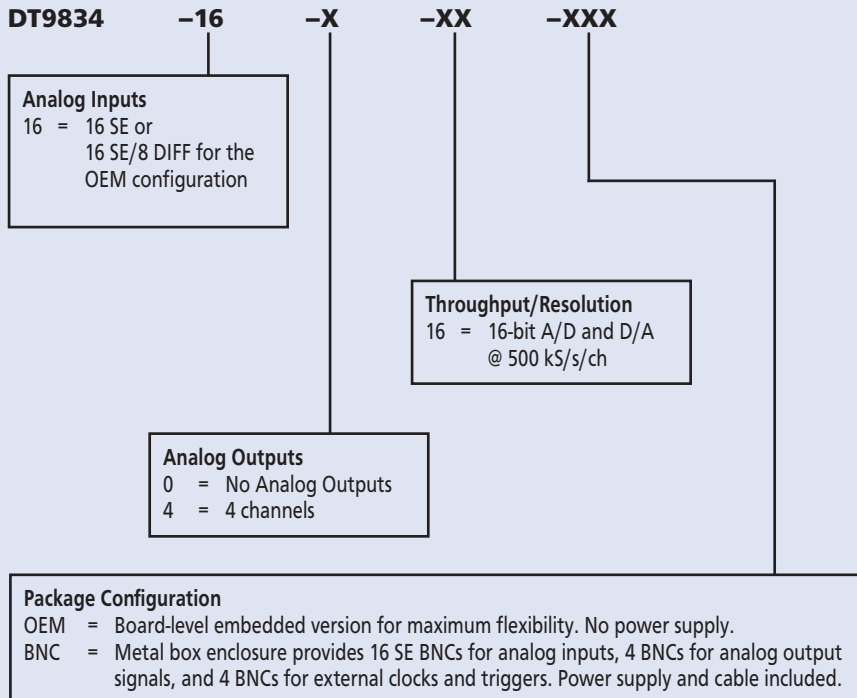 DT9834 –16 –X –XX –XXX
Analog Inputs
16 = 16 SE or
16 SE/8 DIFF for the
OEM configuration
Throughput/Resolution
16 = 16-bit A/D and D/A
@ 500 kS/s/ch
Analog Outputs
0 = No Analog Outputs
4 = 4 channels
Package Configuration
OEM = Board-level embedded version for maximum flexibility. No power supply.
BNC = Metal box enclosure provides 16 SE BNCs for analog inputs, 4 BNCs for analog output
signals, and 4 BNCs for external clocks and triggers. Power supply and cable included.